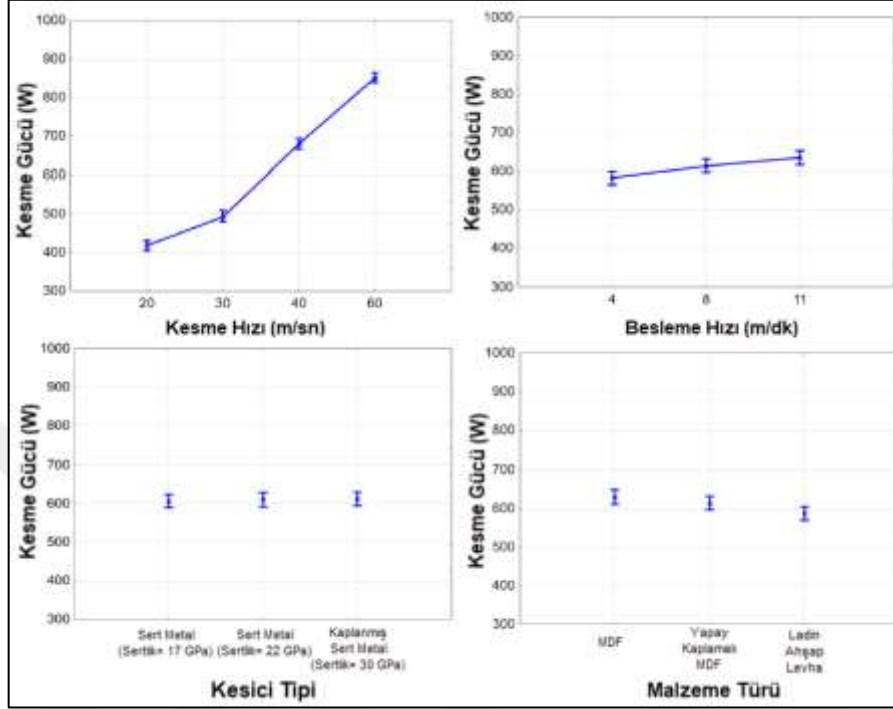 1000
900
800
700
600
500
400
300
Kesme Gücü (W)
20 30 40 60
Kesme Hızı (m/sn)
1000
900
800
700
600
500
400
300
Kesme Gücü (W)
4 8 11
Besleme Hızı (m/dk)
1000
900
800
700
600
500
400
300
Kesme Gücü (W)
Sert Metal
(Sertlik= 17 GPa)
Sert Metal
(Sertlik= 22 GPa)
Kaplanmış
Sert Metal
(Sertlik= 30 GPa)
Kesici Tipi
1000
900
800
700
600
500
400
300
Kesme Gücü (W)
MDF
Yapay
Kaplamalı
MDF
Ladin
Ahşap
Levha
Malzeme Türü